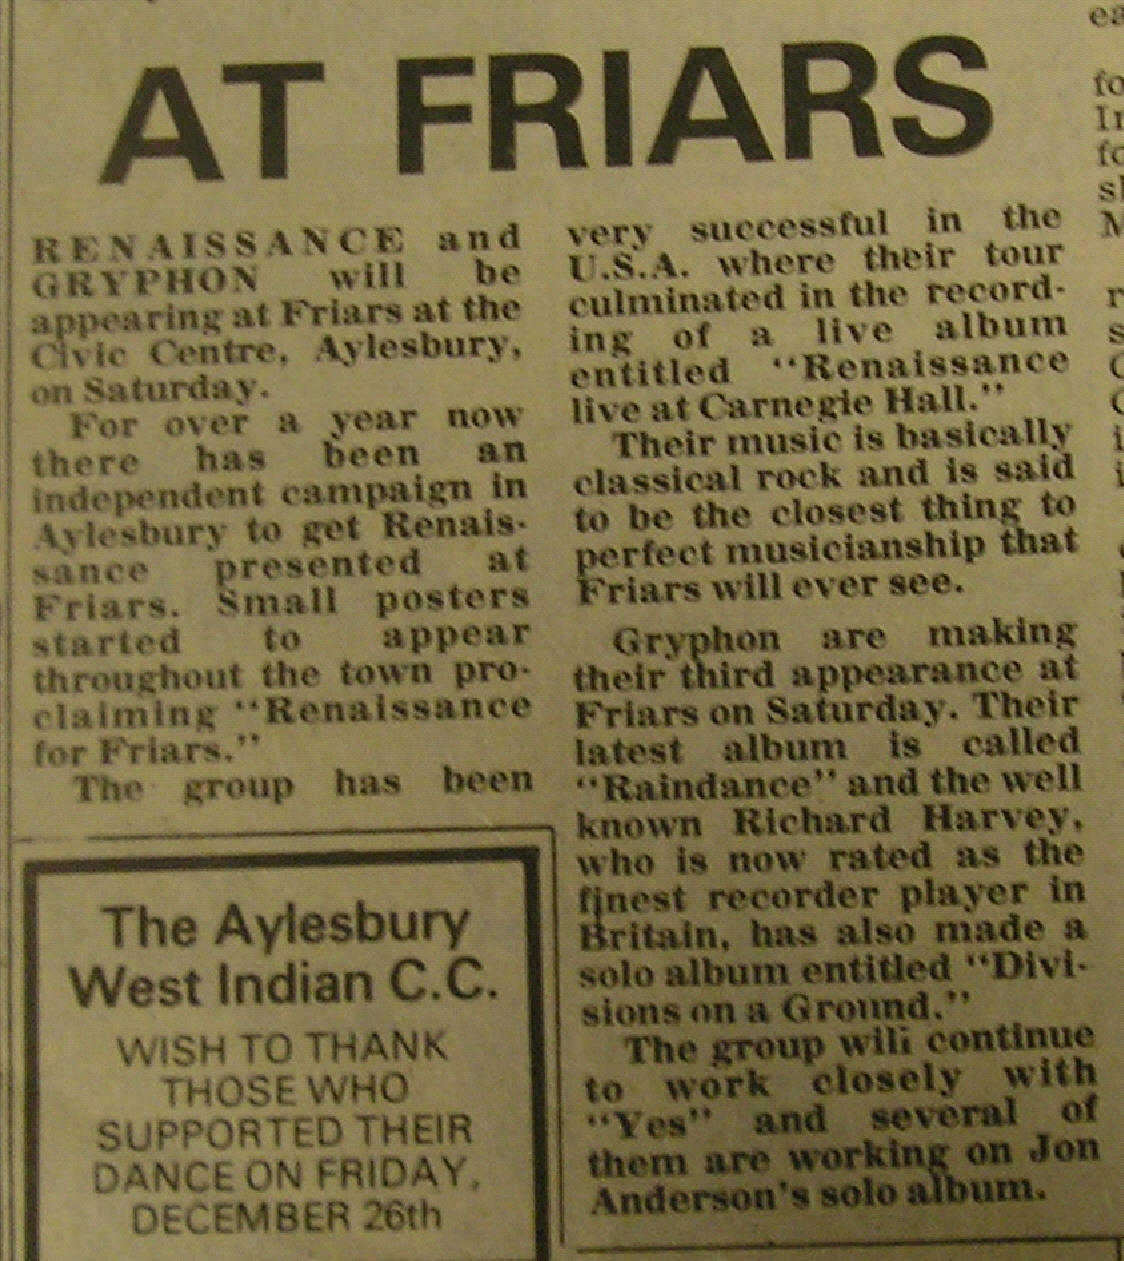 AT FRIARS
RENAISSANCE and
GRYPHON will be
appearing at Friars at the
Civic Centre, Aylesbury,
on Saturday.
For over a year now
there has been an
independent campaign in
Aylesbury to get Renais-
sance presented at
Friars. Small posters
started to appear
throughout the town pro-
claiming "Renaissance
for Friars."
The group has been
very successful in the
U.S.A. where their tour
culminated in the record-
ing of a live album
entitled "Renaissance
live at Carnegie Hall."
Their music is basically
classical rock and is said
to be the closest thing to
perfect musicianship that
Friars will ever see.
Gryphon are making
their third appearance at
Friars on Saturday. Their
latest album is called
"Raindance" and the well
known Richard Harvey,
who is now rated as the
finest recorder player in
Britain, has also made a
solo album entitled "Divi-
sions on a Ground."
The group will continue
to work closely with
"Yes" and several of
them are working on Jon
Anderson's solo album.
The Aylesbury
West Indian C.C.
WISH TO THANK
THOSE WHO
SUPPORTED THEIR
DANCE ON FRIDAY,
DECEMBER 26th